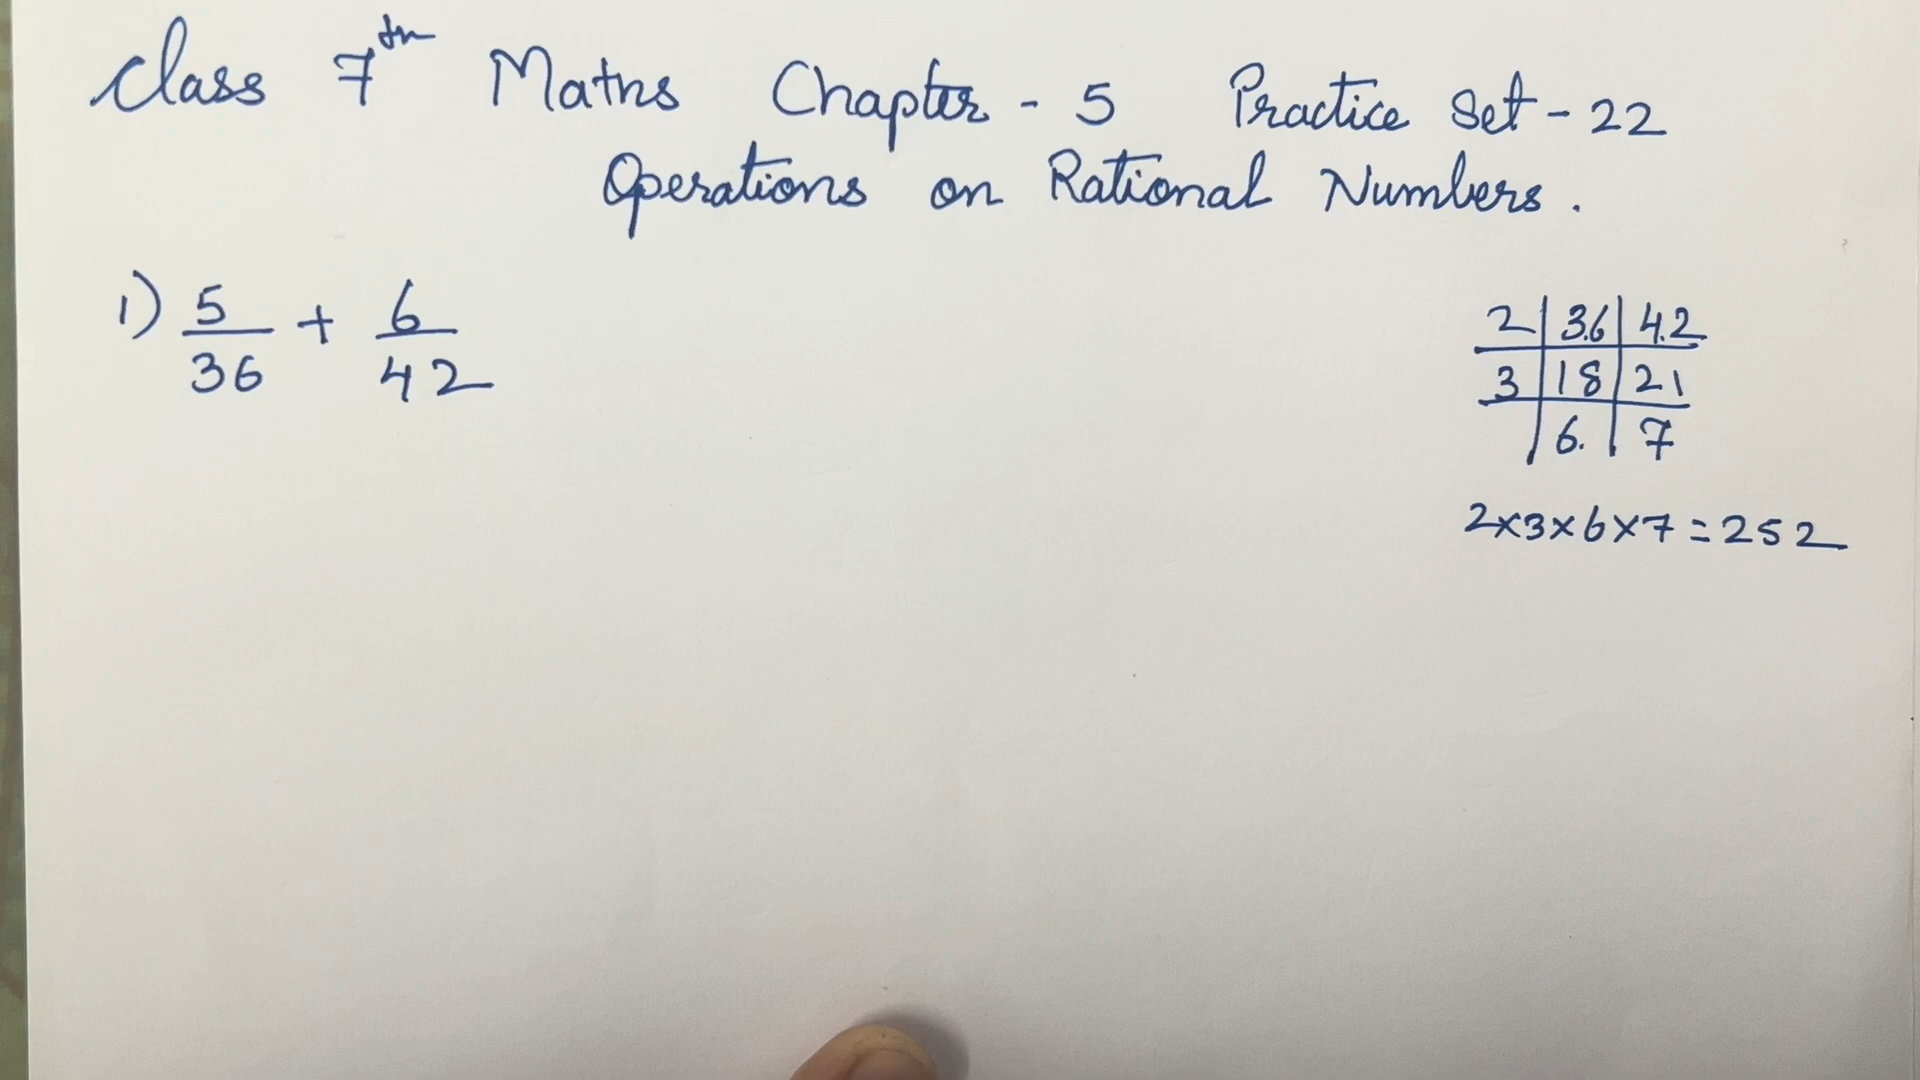 Class 7th Maths Chapter - 5 Practice Set - 22
Operations on Rational Numbers.
1) 5/36 + 6/42
2 | 36 | 42
3 | 18 | 21
| 6. | 7
2×3×6×7=252